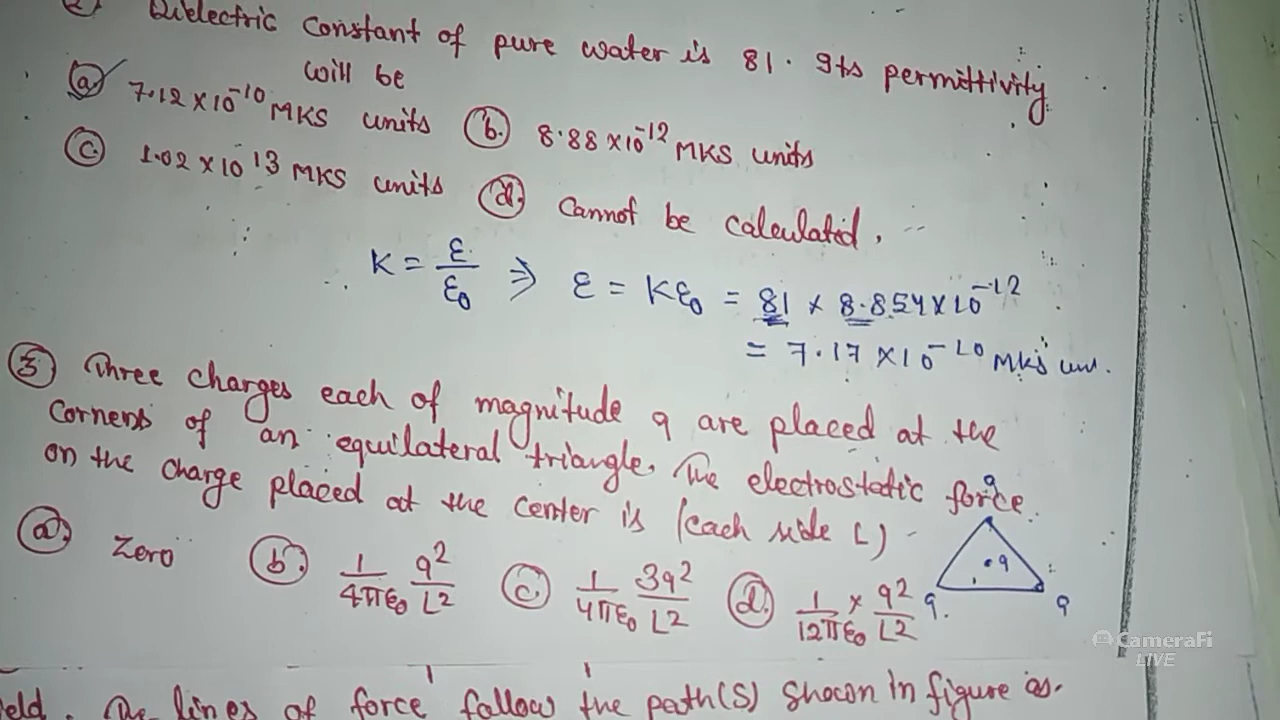 2) Dielectric Constant of pure water is 81. Its permittivity
will be
(a) 7.12 × 10⁻¹⁰ MKS units (b) 8.88 × 10⁻¹² MKS units
(c) 1.02 × 10 13 MKS units (d) Cannot be calculated.
K = ε/ε₀ ⇒ ε = Kε₀ = 81 × 8.854 × 10⁻¹²
= 7.17 × 10⁻¹⁰ MKS uni.
3) Three charges each of magnitude q are placed at the
Corners of an equilateral triangle. The electrostatic force
on the charge placed at the center is (each side L)
(a) Zero (b) 1/4πε₀ q²/L² (c) 1/4πε₀ 3q²/L² (d) 1/12πε₀ × q²/L²
q
q
q q
CameraFi
LIVE
eld. The lines of force follow the path(s) shown in figure as.